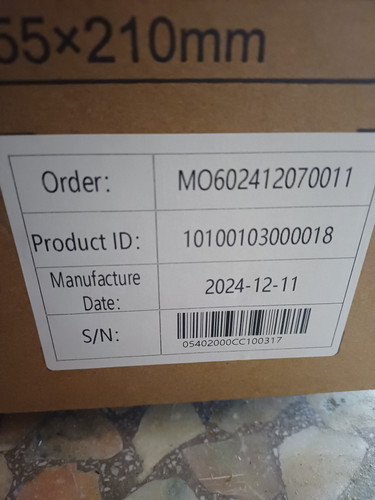 55×210mm
Order: MO602412070011
Product ID: 10100103000018
Manufacture
Date: 2024-12-11
S/N:
05402000CC100317